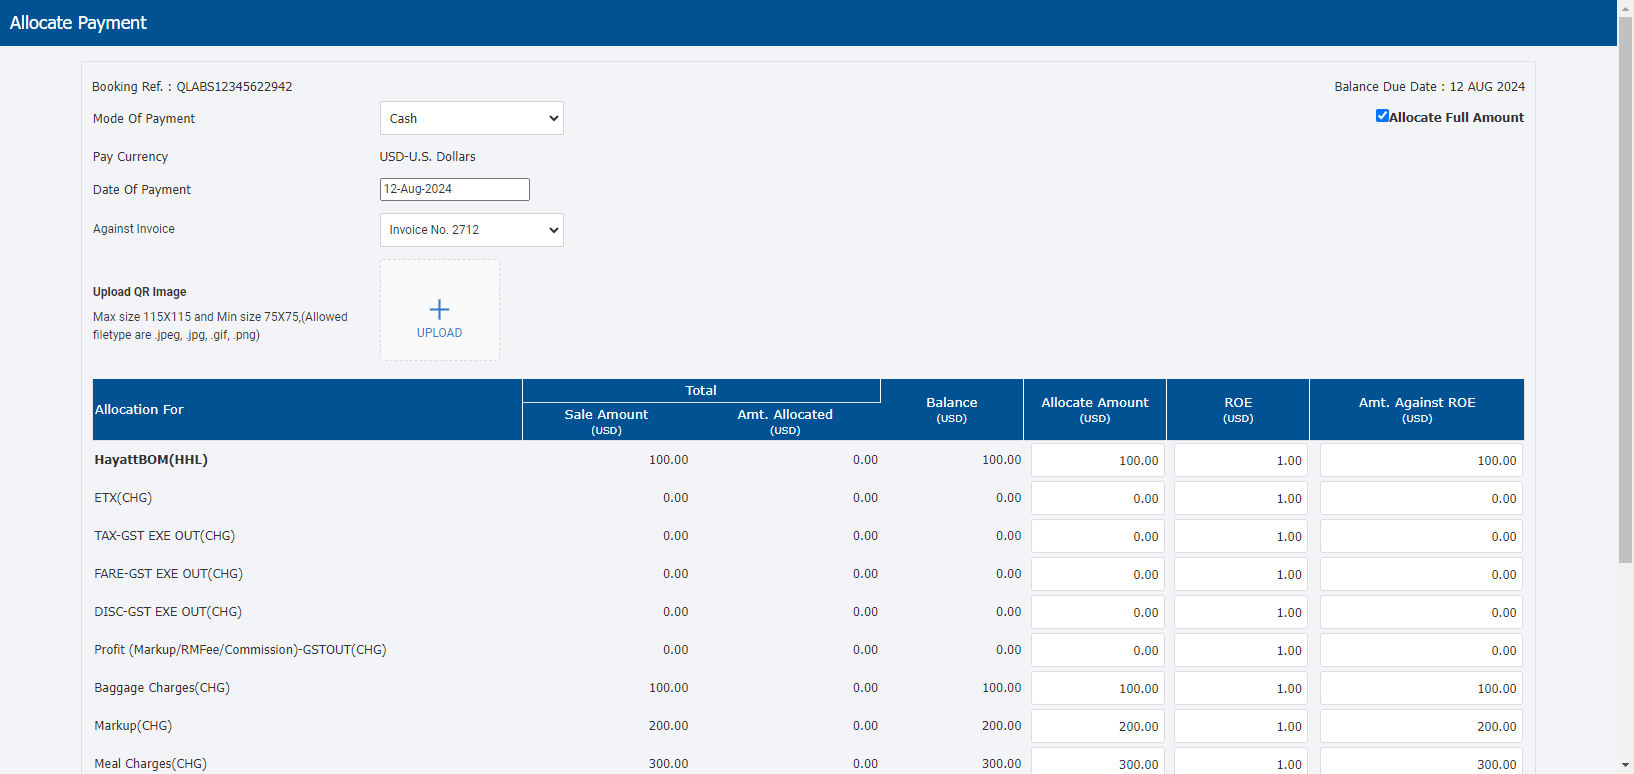 Allocate Payment
Booking Ref. : QLABS12345622942
Balance Due Date : 12 AUG 2024
Mode Of Payment
Cash
Allocate Full Amount
Pay Currency
USD-U.S. Dollars
Date Of Payment
12-Aug-2024
Against Invoice
Invoice No. 2712
Upload QR Image
Max size 115X115 and Min size 75X75,(Allowed
filetype are .jpeg, .jpg, .gif, .png)
UPLOAD
Allocation For
Total
Sale Amount
(USD)
Amt. Allocated
(USD)
Balance
(USD)
Allocate Amount
(USD)
ROE
(USD)
Amt. Against ROE
(USD)
HayattBOM(HHL) 100.00 0.00 100.00 100.00 1.00 100.00
ETX(CHG) 0.00 0.00 0.00 0.00 1.00 0.00
TAX-GST EXE OUT(CHG) 0.00 0.00 0.00 0.00 1.00 0.00
FARE-GST EXE OUT(CHG) 0.00 0.00 0.00 0.00 1.00 0.00
DISC-GST EXE OUT(CHG) 0.00 0.00 0.00 0.00 1.00 0.00
Profit (Markup/RMFee/Commission)-GSTOUT(CHG) 0.00 0.00 0.00 0.00 1.00 0.00
Baggage Charges(CHG) 100.00 0.00 100.00 100.00 1.00 100.00
Markup(CHG) 200.00 0.00 200.00 200.00 1.00 200.00
Meal Charges(CHG) 300.00 0.00 300.00 300.00 1.00 300.00